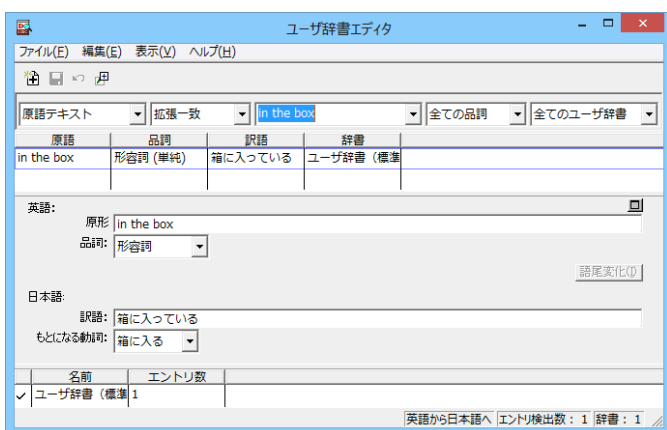 ユーザ辞書エディタ
ファイル(F) 編集(E) 表示(V) ヘルプ(H)
原語テキスト 拡張一致 in the box 全ての品詞 全てのユーザ辞書
原語 品詞 訳語 辞書
in the box 形容詞 (単純) 箱に入っている ユーザ辞書（標準
英語:
原形 in the box
品詞: 形容詞
語尾変化(I)
日本語:
訳語: 箱に入っている
もとになる動詞: 箱に入る
名前 エントリ数
ユーザ辞書（標準 1
英語から日本語へ エントリ検出数： 1 辞書： 1